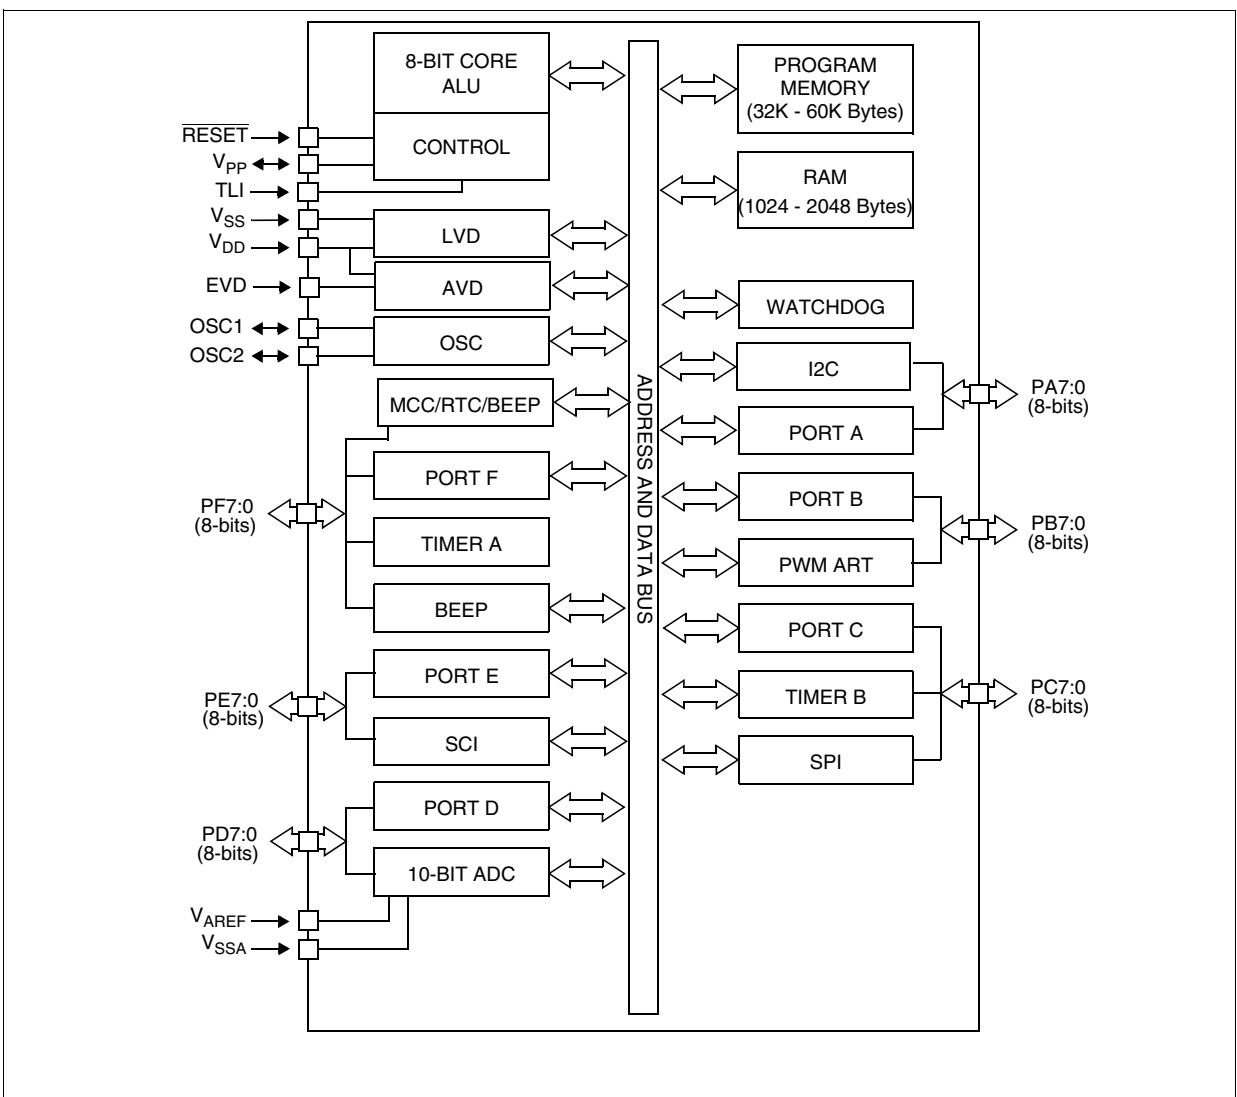 8-BIT CORE
ALU
CONTROL
RESET
VPP
TLI
VSS
VDD
EVD
OSC1
OSC2
LVD
AVD
OSC
MCC/RTC/BEEP
PORT F
TIMER A
BEEP
PF7:0
(8-bits)
PORT E
SCI
PE7:0
(8-bits)
PORT D
10-BIT ADC
PD7:0
(8-bits)
VAREF
VSSA
ADDRESS AND DATA BUS
PROGRAM
MEMORY
(32K - 60K Bytes)
RAM
(1024 - 2048 Bytes)
WATCHDOG
I2C
PORT A
PA7:0
(8-bits)
PORT B
PWM ART
PB7:0
(8-bits)
PORT C
TIMER B
SPI
PC7:0
(8-bits)